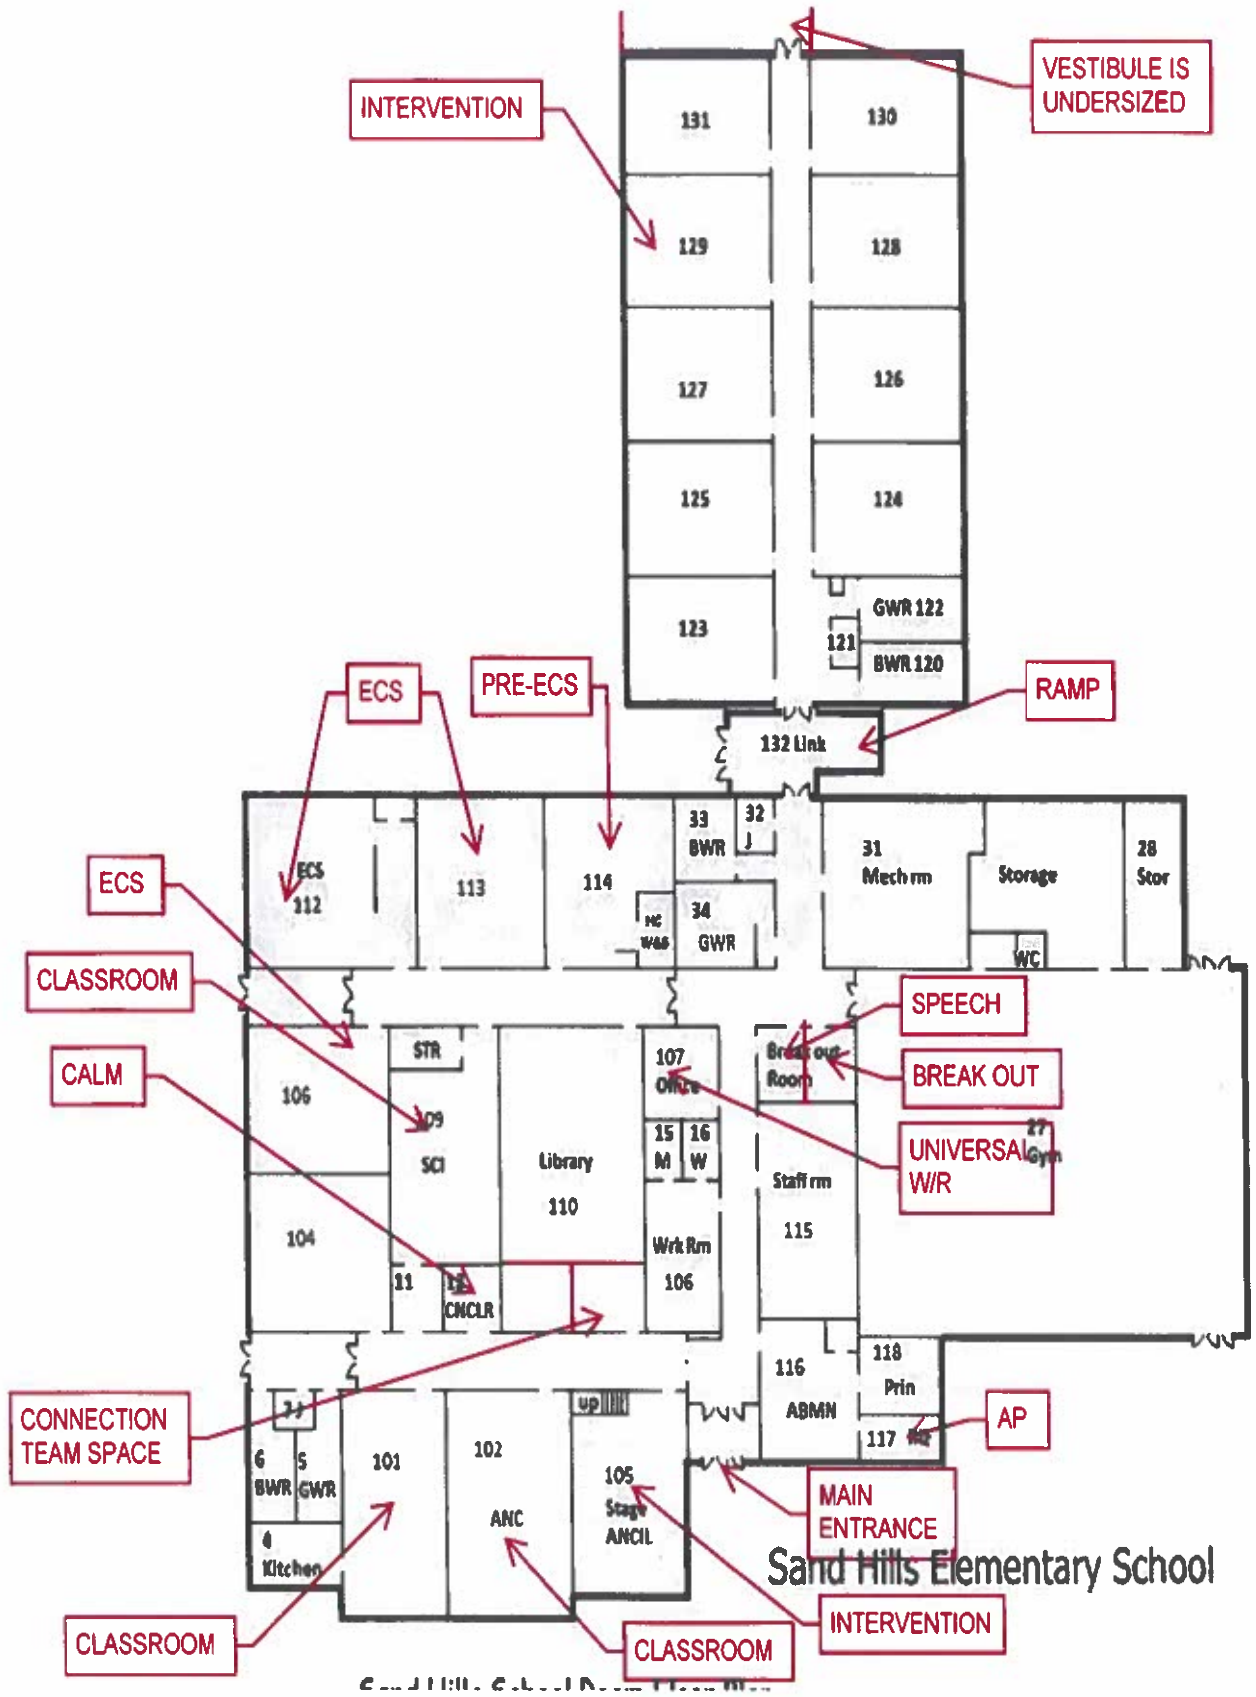 VESTIBULE IS
UNDERSIZED
INTERVENTION
131
130
129
128
127
126
125
124
123
GWR 122
121
BWR 120
ECS
PRE-ECS
RAMP
132 Link
33
BWR
32
J
31
Mech rm
Storage
28
Stor
ECS
112
113
114
34
GWR
WC
ECS
CLASSROOM
SPEECH
STR
107
Office
Break out
Room
BREAK OUT
CALM
106
09
SCI
Library
110
15
M
16
W
Staff rm
115
27
Gym
UNIVERSAL
W/R
104
Wrk Rm
106
11
CNCLR
116
ABMN
118
Prin
CONNECTION
TEAM SPACE
up
117
AP
6
BWR
5
GWR
101
102
ANC
105
Stage
ANCIL
4
Kitchen
MAIN
ENTRANCE
Sand Hills Elementary School
CLASSROOM
CLASSROOM
INTERVENTION